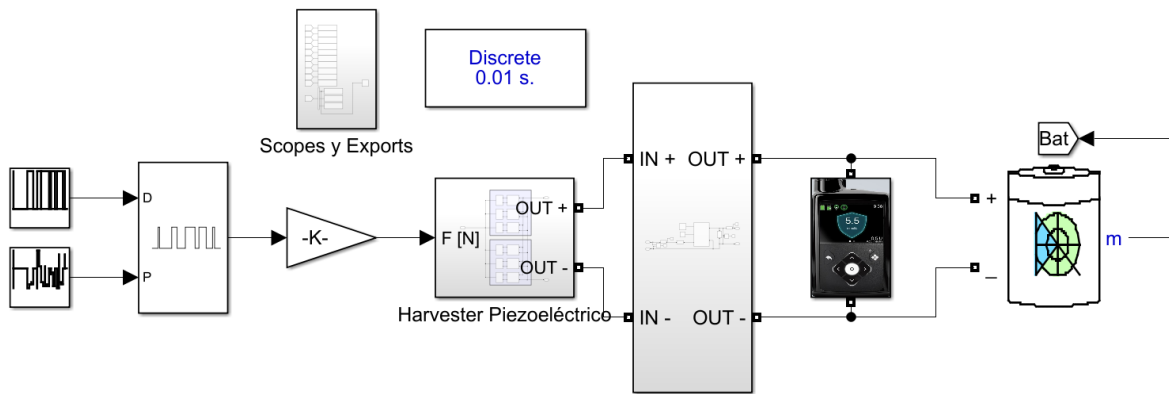 Discrete
0.01 s.
Scopes y Exports
D
P
-K-
F [N]
OUT +
OUT -
Harvester Piezoeléctrico
IN +
OUT +
IN -
OUT -
5.5
Bat
+
m
_